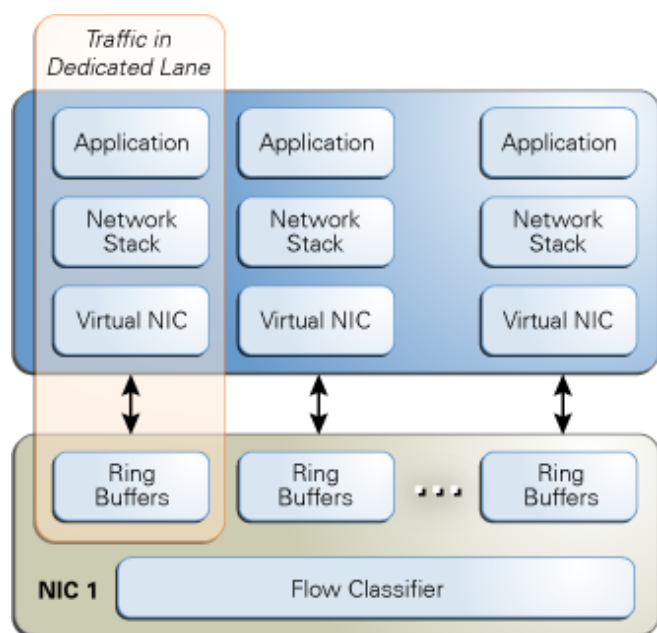 Traffic in
Dedicated Lane
Application
Application
Application
Network
Stack
Network
Stack
Network
Stack
Virtual NIC
Virtual NIC
Virtual NIC
Ring
Buffers
Ring
Buffers
...
Ring
Buffers
NIC 1
Flow Classifier